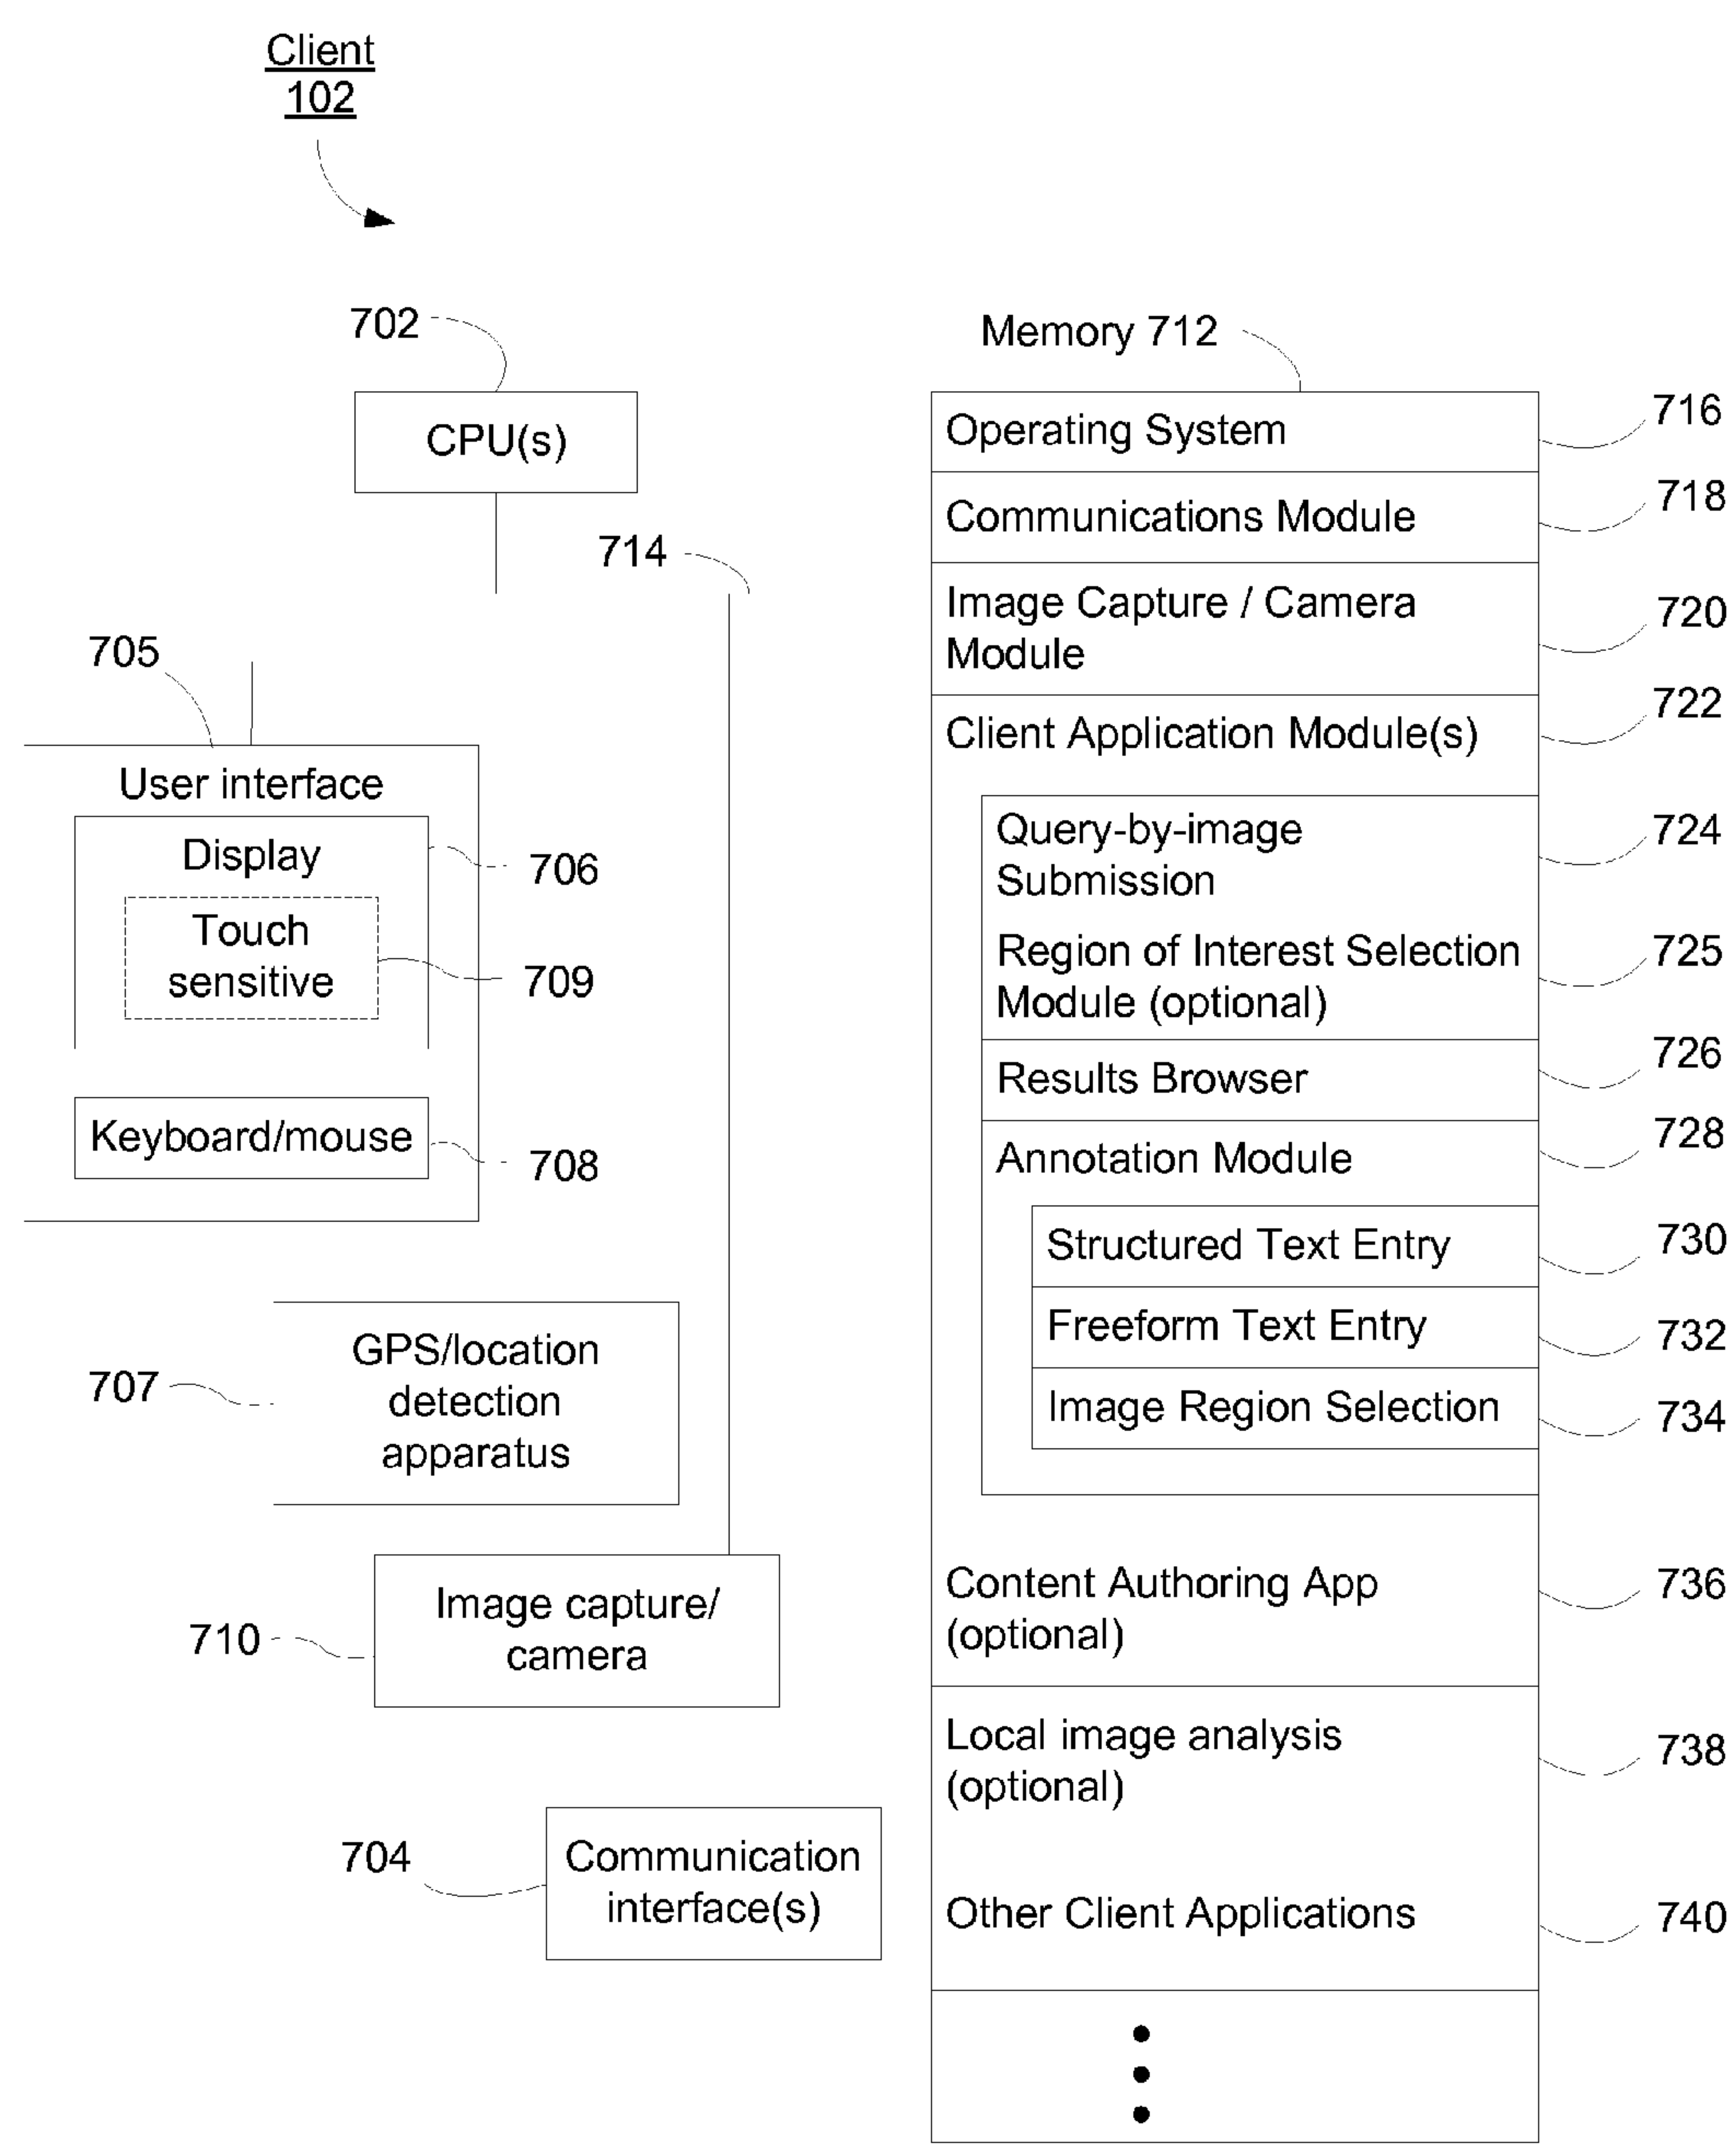 Client
102
702
CPU(s)
714
705
User interface
Display
706
Touch
sensitive
709
Keyboard/mouse
708
GPS/location
detection
apparatus
707
Image capture/
camera
710
704
Communication
interface(s)
Memory 712
Operating System
716
Communications Module
718
Image Capture / Camera
Module
720
Client Application Module(s)
722
Query-by-image
Submission
724
Region of Interest Selection
Module (optional)
725
Results Browser
726
Annotation Module
728
Structured Text Entry
730
Freeform Text Entry
732
Image Region Selection
734
Content Authoring App
(optional)
736
Local image analysis
(optional)
738
Other Client Applications
740